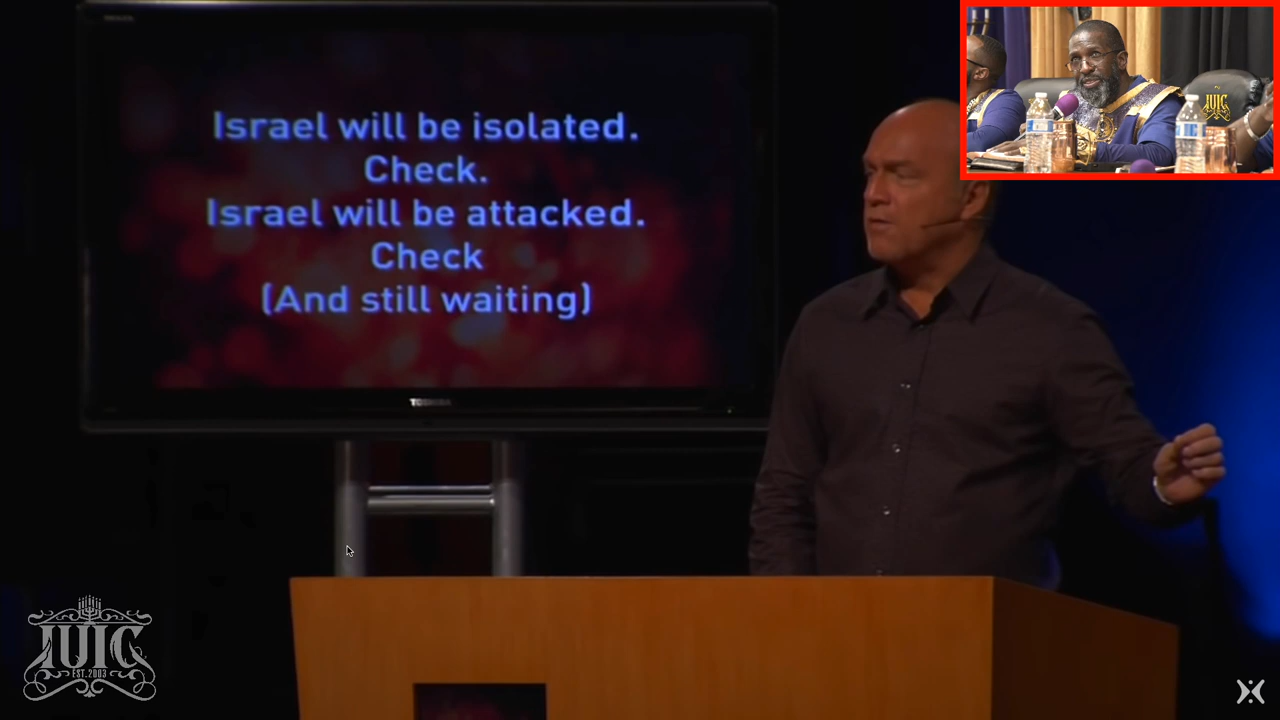 Israel will be isolated.
Check.
Israel will be attacked.
Check
(And still waiting)
TOSHIBA
IUIC
IUIC
EST.2003